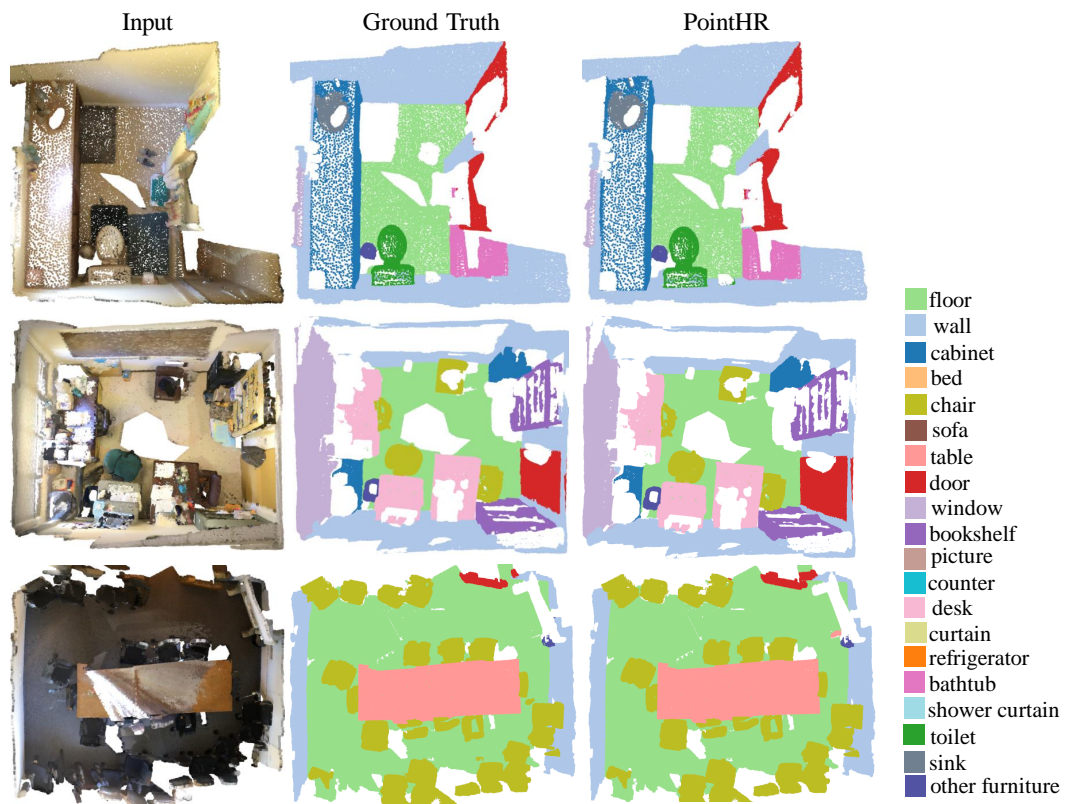 Input Ground Truth PointHR
floor
wall
cabinet
bed
chair
sofa
table
door
window
bookshelf
picture
counter
desk
curtain
refrigerator
bathtub
shower curtain
toilet
sink
other furniture